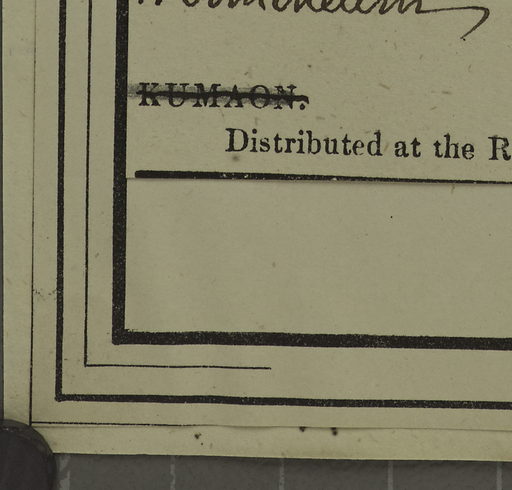 KUMAON.
Distributed at the R